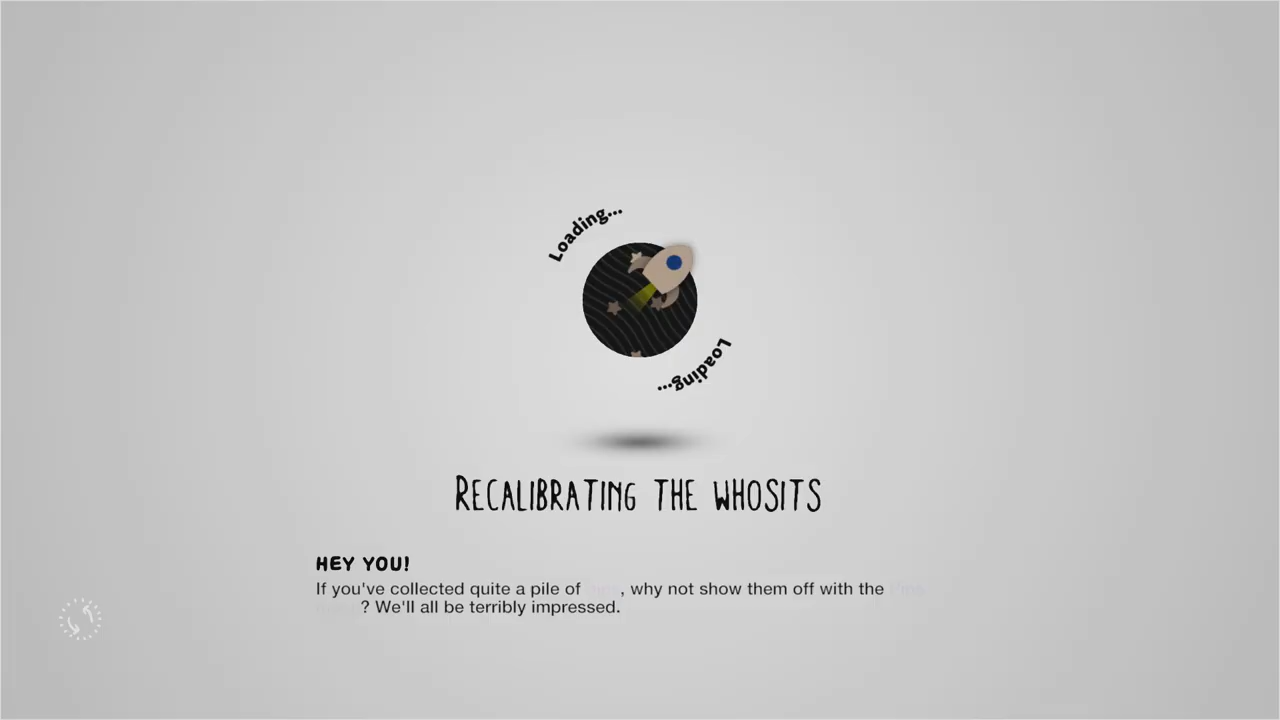 Loading...
Loading...
RECALIBRATING THE WHOSITS
HEY YOU!
If you've collected quite a pile of , why not show them off with the Pins
? We'll all be terribly impressed.